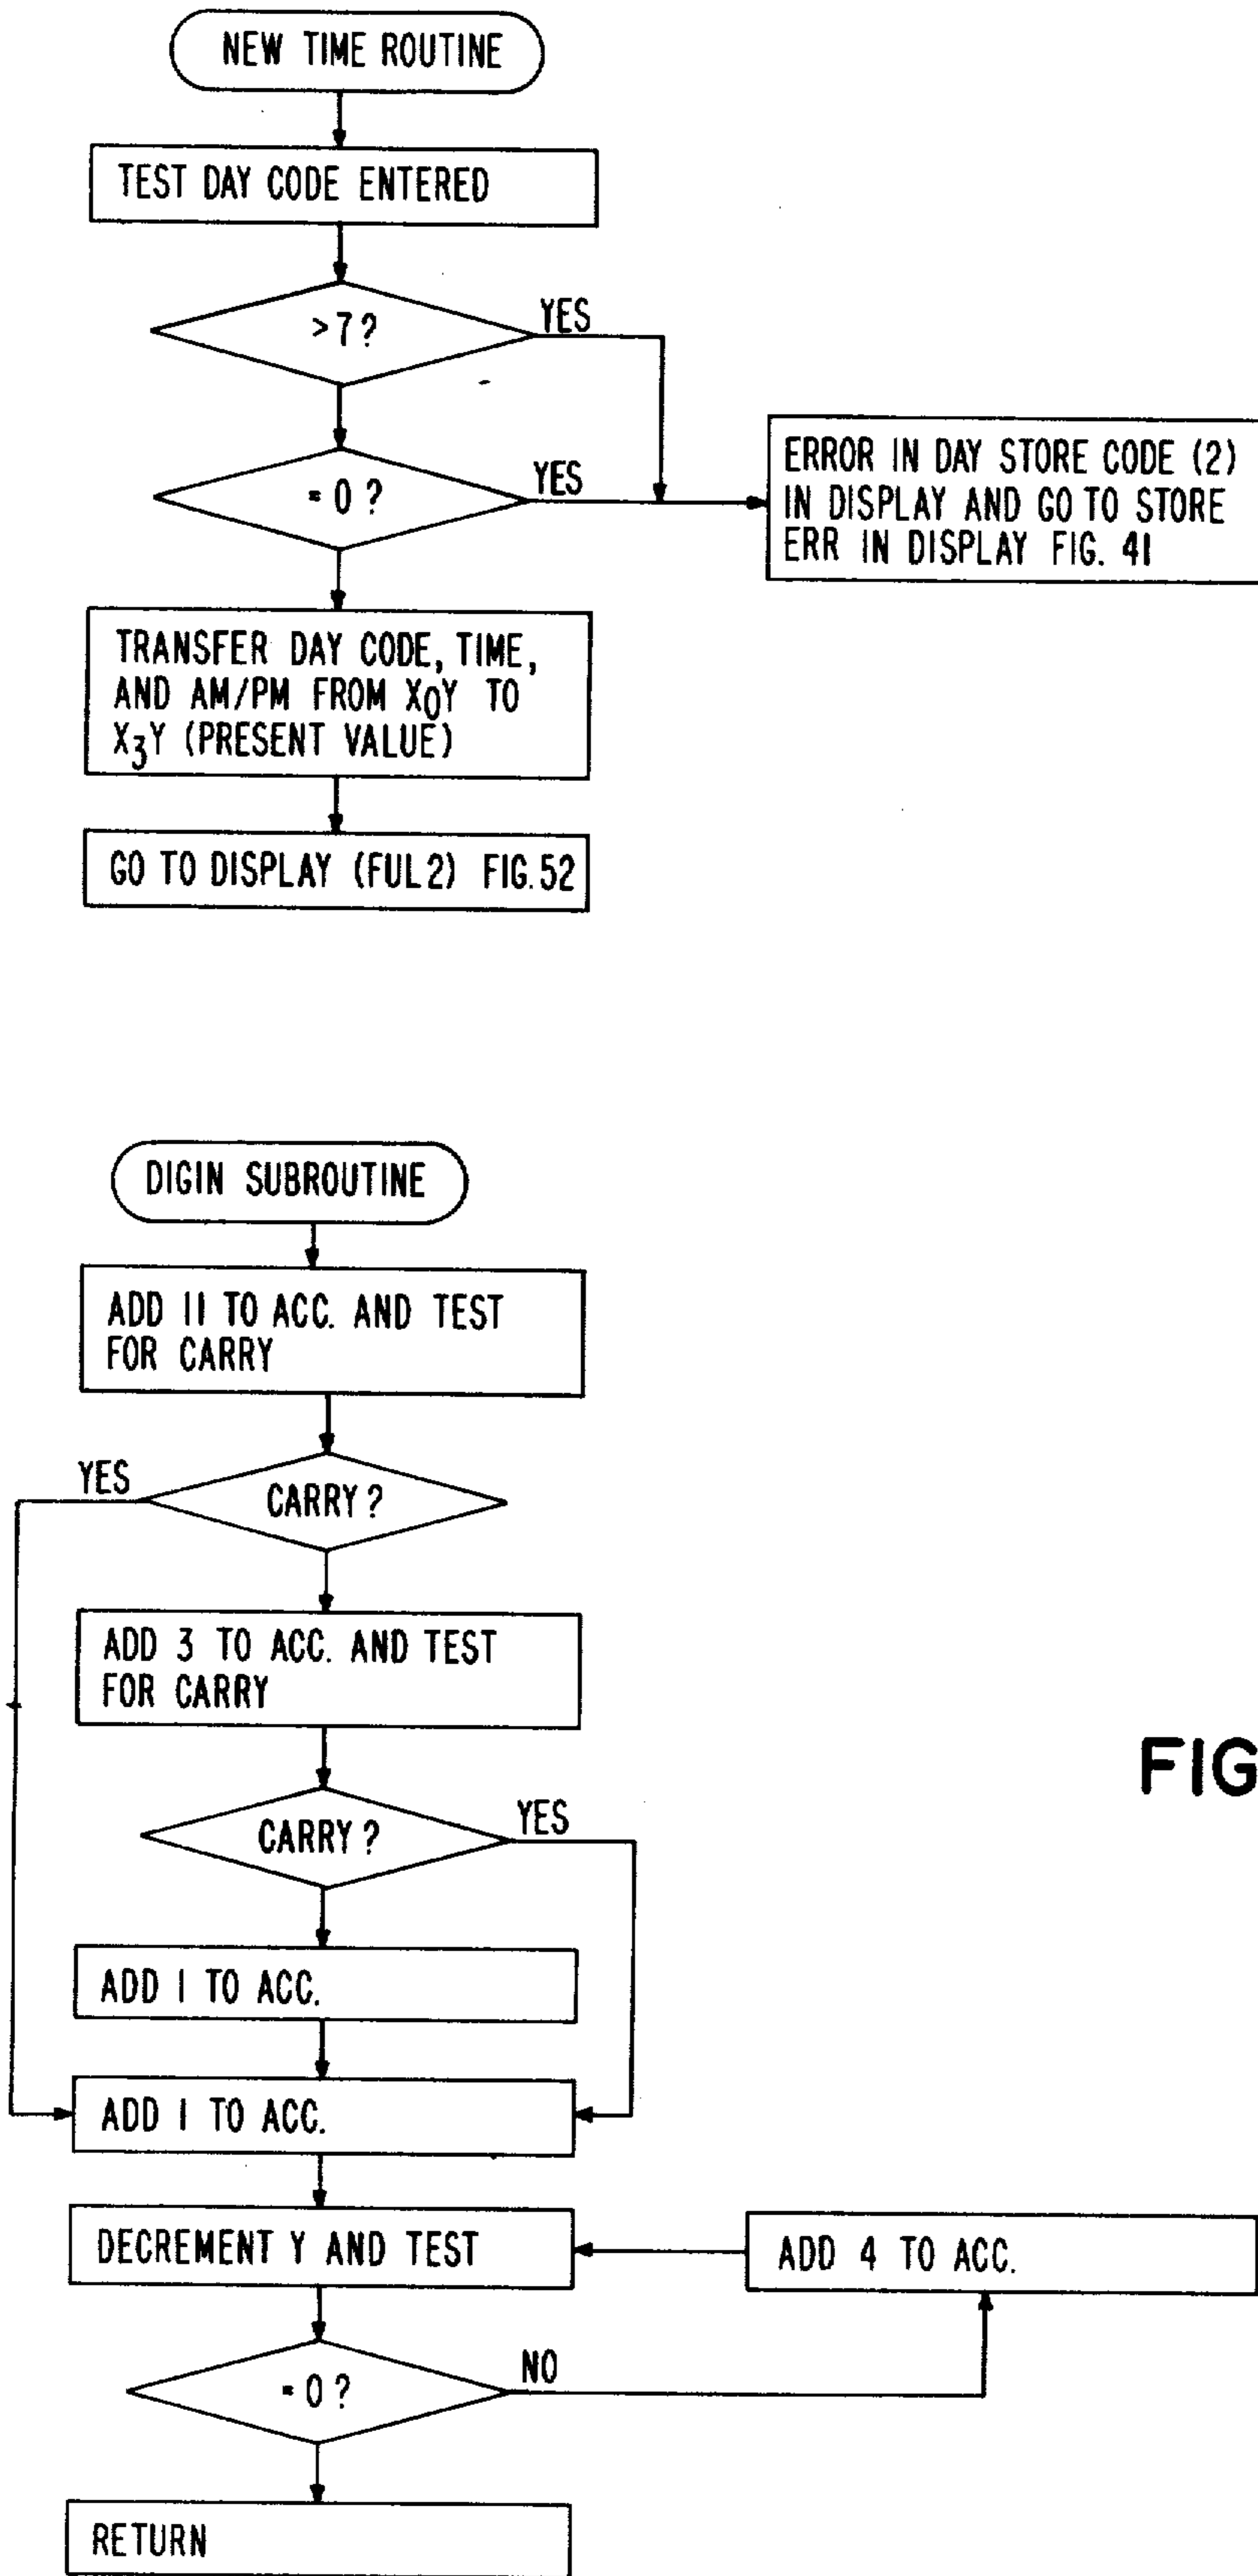 NEW TIME ROUTINE
TEST DAY CODE ENTERED
>7?
YES
=0?
YES
ERROR IN DAY STORE CODE (2)
IN DISPLAY AND GO TO STORE
ERR IN DISPLAY FIG. 41
TRANSFER DAY CODE, TIME,
AND AM/PM FROM X0Y TO
X3Y (PRESENT VALUE)
GO TO DISPLAY (FUL2) FIG.52
DIGIN SUBROUTINE
ADD 11 TO ACC. AND TEST
FOR CARRY
YES
CARRY?
ADD 3 TO ACC. AND TEST
FOR CARRY
FIG
CARRY?
YES
ADD 1 TO ACC.
ADD 1 TO ACC.
DECREMENT Y AND TEST
ADD 4 TO ACC.
=0?
NO
RETURN